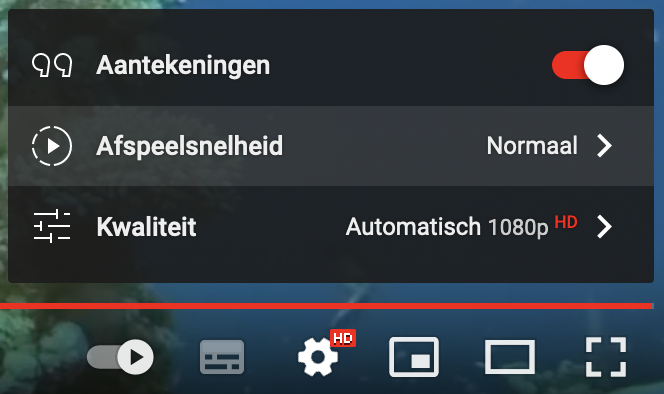 Aantekeningen
Afspeelsnelheid Normaal
Kwaliteit Automatisch 1080p HD
HD